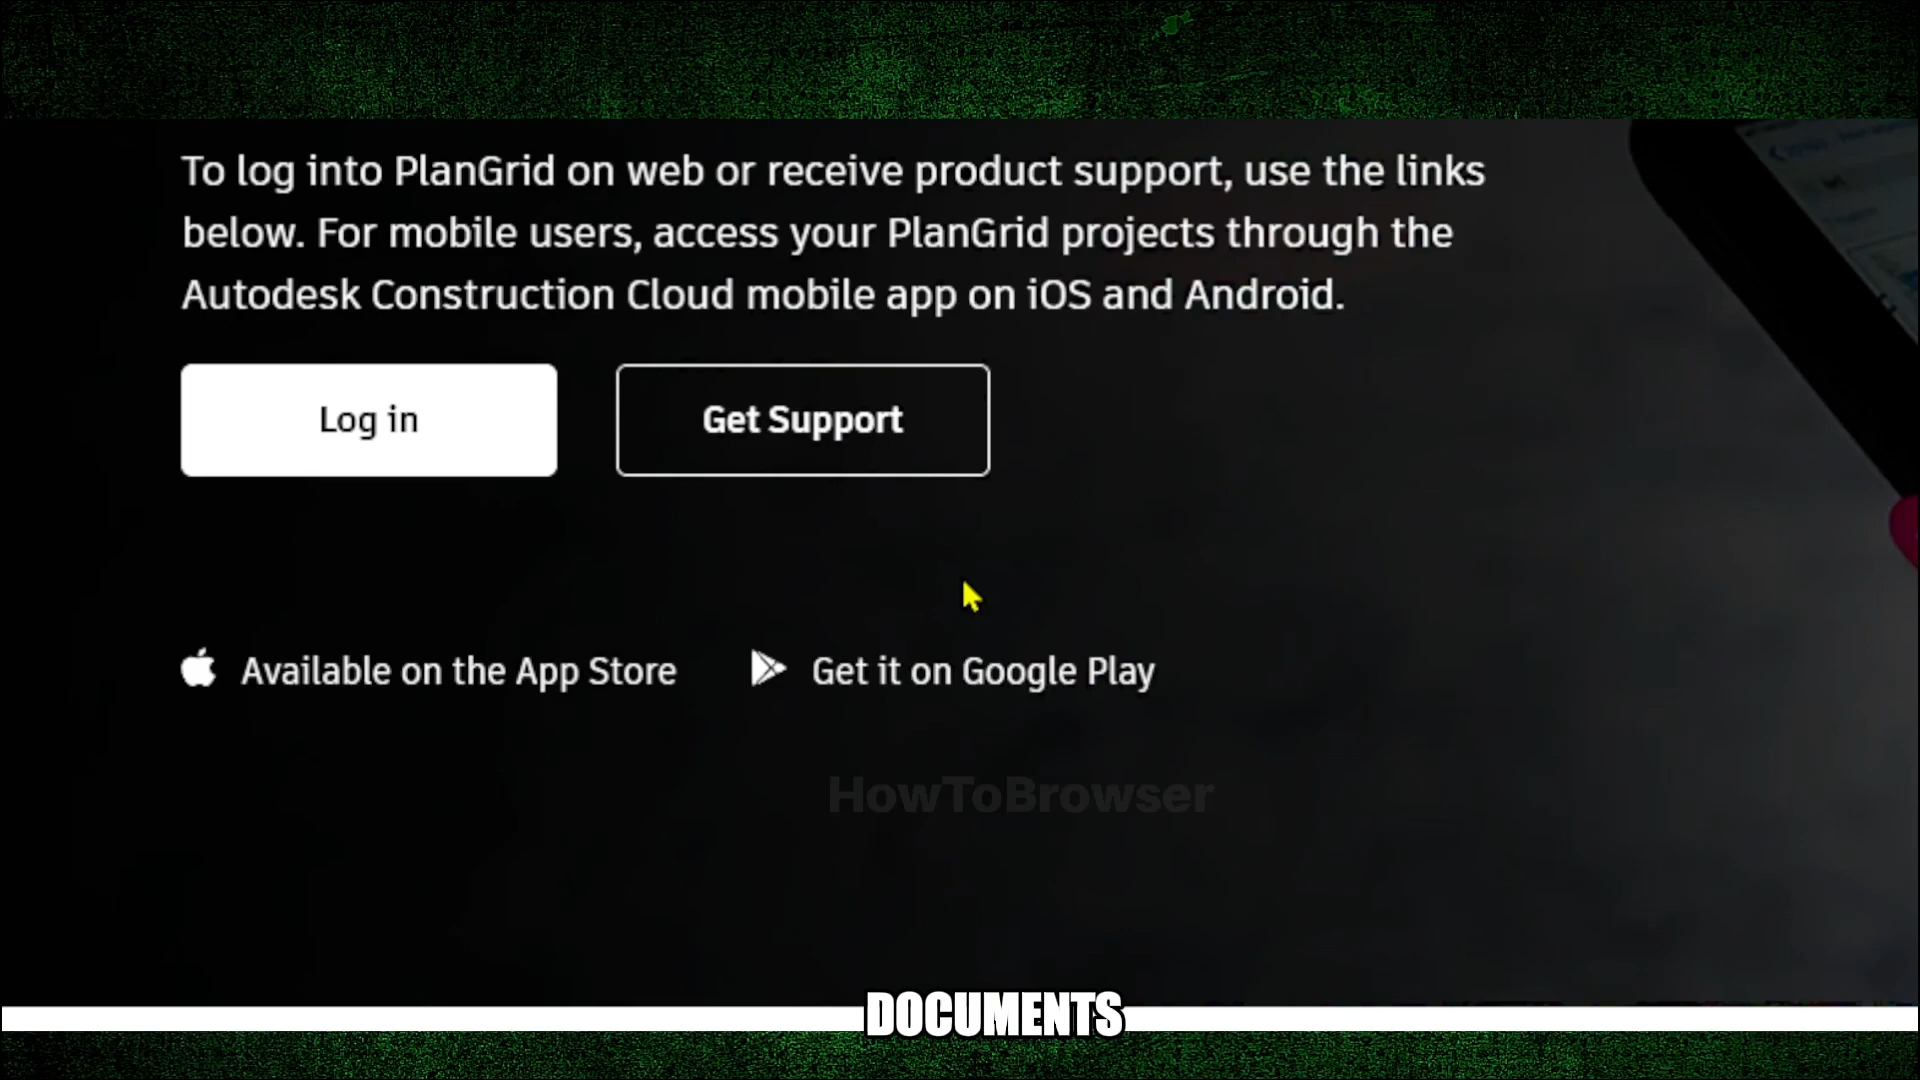 To log into PlanGrid on web or receive product support, use the links
below. For mobile users, access your PlanGrid projects through the
Autodesk Construction Cloud mobile app on iOS and Android.
Log in
Get Support
Available on the App Store
Get it on Google Play
HowToBrowser
DOCUMENTS